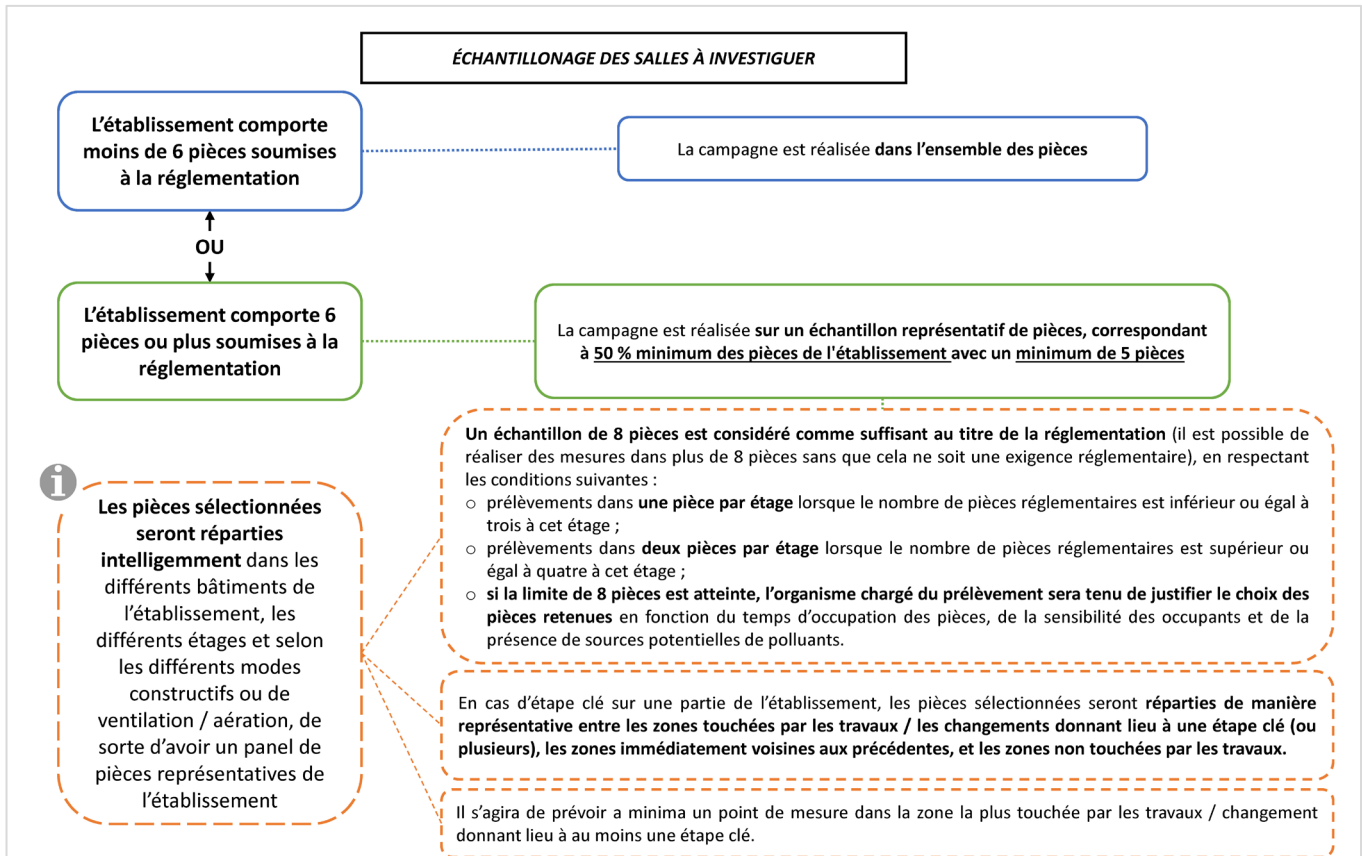 ÉCHANTILLONAGE DES SALLES À INVESTIGUER
L'établissement comporte
moins de 6 pièces soumises
à la réglementation
La campagne est réalisée dans l'ensemble des pièces
OU
L'établissement comporte 6
pièces ou plus soumises à la
réglementation
La campagne est réalisée sur un échantillon représentatif de pièces, correspondant
à 50 % minimum des pièces de l'établissement avec un minimum de 5 pièces
i
Les pièces sélectionnées
seront réparties
intelligemment dans les
différents bâtiments de
l'établissement, les
différents étages et selon
les différents modes
constructifs ou de
ventilation / aération, de
sorte d'avoir un panel de
pièces représentatives de
l'établissement
Un échantillon de 8 pièces est considéré comme suffisant au titre de la réglementation (il est possible de
réaliser des mesures dans plus de 8 pièces sans que cela ne soit une exigence réglementaire), en respectant
les conditions suivantes :
o prélèvements dans une pièce par étage lorsque le nombre de pièces réglementaires est inférieur ou égal à
trois à cet étage ;
o prélèvements dans deux pièces par étage lorsque le nombre de pièces réglementaires est supérieur ou
égal à quatre à cet étage ;
o si la limite de 8 pièces est atteinte, l'organisme chargé du prélèvement sera tenu de justifier le choix des
pièces retenues en fonction du temps d'occupation des pièces, de la sensibilité des occupants et de la
présence de sources potentielles de polluants.
En cas d'étape clé sur une partie de l'établissement, les pièces sélectionnées seront réparties de manière
représentative entre les zones touchées par les travaux / les changements donnant lieu à une étape clé (ou
plusieurs), les zones immédiatement voisines aux précédentes, et les zones non touchées par les travaux.
Il s'agira de prévoir a minima un point de mesure dans la zone la plus touchée par les travaux / changement
donnant lieu à au moins une étape clé.